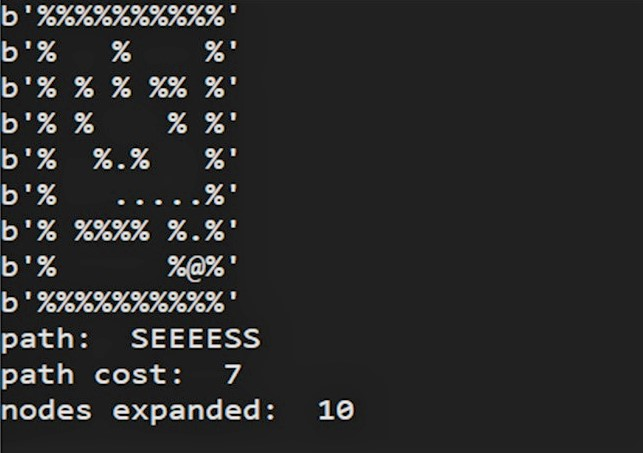 b'%%%%%%%%%%'
b'%   %    %'
b'% % % %% %'
b'% %    % %'
b'%  %.%   %'
b'%   .....%'
b'% %%%% %.%'
b'%      %@%'
b'%%%%%%%%%%'
path:  SEEEESS
path cost:  7
nodes expanded:  10